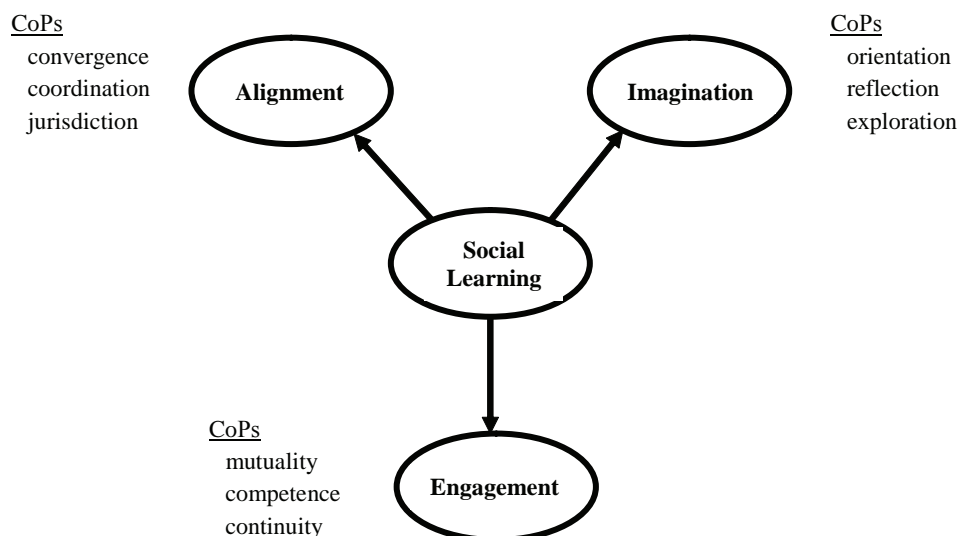 CoPs
convergence
coordination
jurisdiction
Alignment
Imagination
CoPs
orientation
reflection
exploration
Social
Learning
CoPs
mutuality
competence
continuity
Engagement